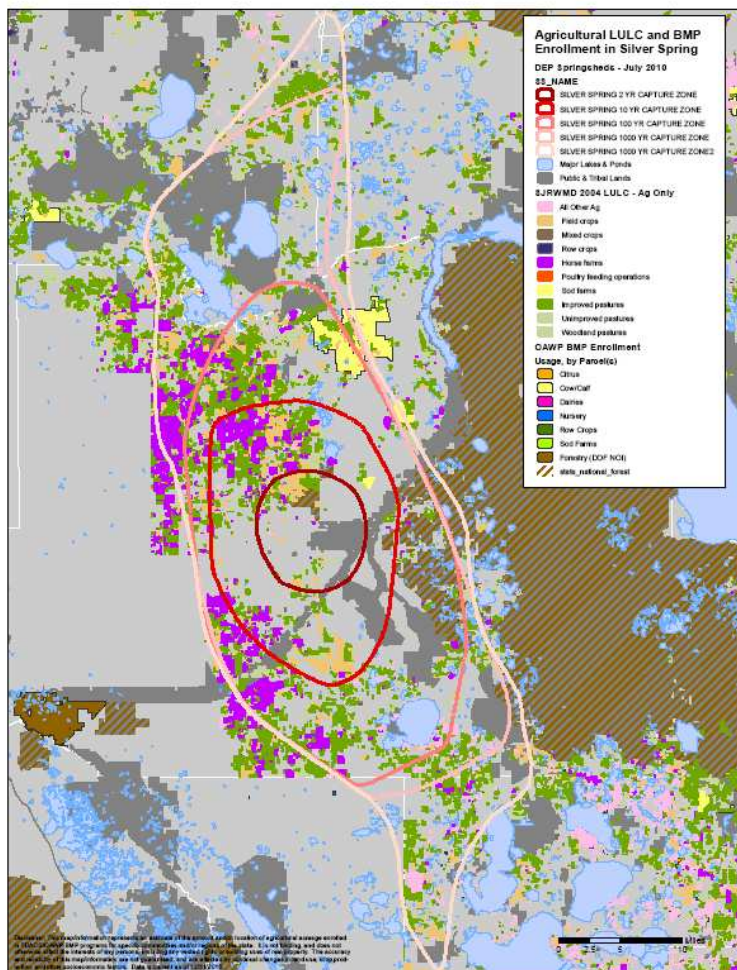 Agricultural LULC and BMP
Enrollment in Silver Spring
DEP Springsheds - July 2010
SS_NAME
SILVER SPRING 2 YR CAPTURE ZONE
SILVER SPRING 10 YR CAPTURE ZONE
SILVER SPRING 100 YR CAPTURE ZONE
SILVER SPRING 1000 YR CAPTURE ZONE
SILVER SPRING 1000 YR CAPTURE ZONE2
Major Lakes & Ponds
Public & Tribal Lands
SJRWMD 2004 LULC - Ag Only
All Other Ag
Field crops
Mixed crops
Row crops
Horse farms
Poultry feeding operations
Sod farms
Improved pastures
Unimproved pastures
Woodland pastures
OAWP BMP Enrollment
Usage, by Parcel(s)
Citrus
Cow/Calf
Dairies
Nursery
Row Crops
Sod Farms
Forestry (DOF NOI)
state_national_forest
0 2.5 5 10
Miles